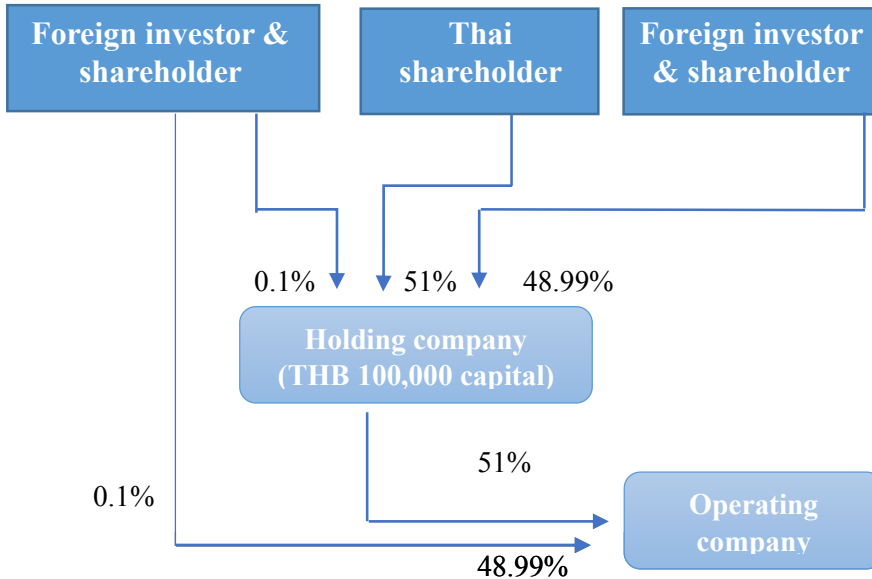 Foreign investor &
shareholder
Thai
shareholder
Foreign investor
& shareholder
0.1%
51%
48.99%
Holding company
(THB 100,000 capital)
51%
0.1%
Operating
company
48.99%